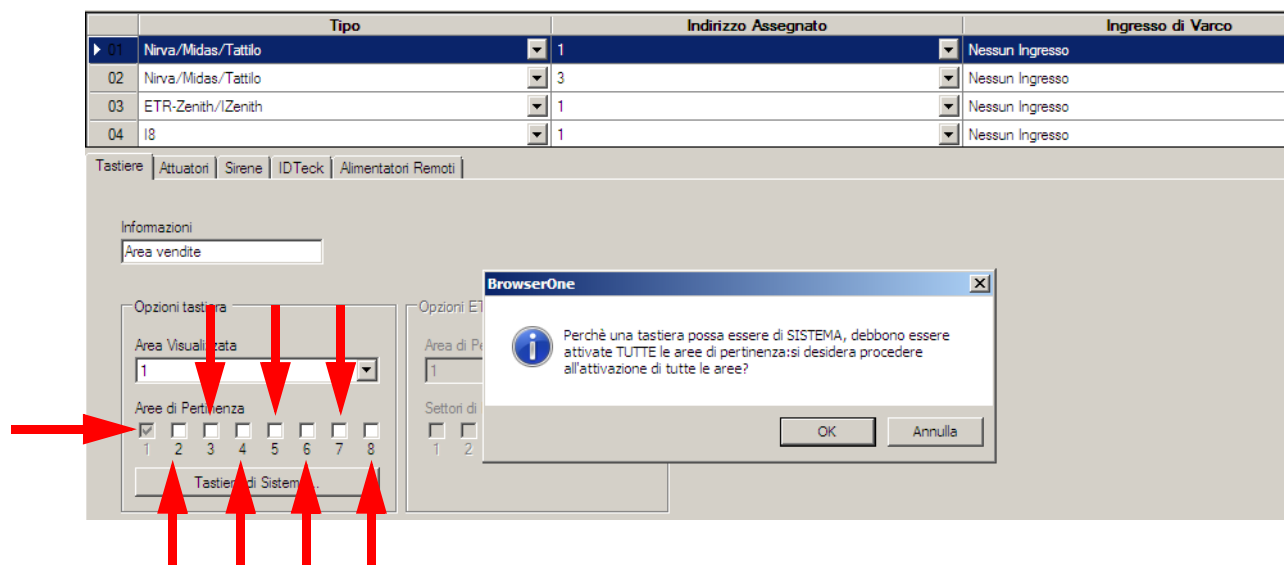 Tipo Indirizzo Assegnato Ingresso di Varco
01 Nirva/Midas/Tattilo 1 Nessun Ingresso
02 Nirva/Midas/Tattilo 3 Nessun Ingresso
03 ETR-Zenith/IZenith 1 Nessun Ingresso
04 I8 1 Nessun Ingresso
Tastiere Attuatori Sirene IDTeck Alimentatori Remoti
Informazioni
Area vendite
BrowserOne
Perchè una tastiera possa essere di SISTEMA, debbono essere
attivate TUTTE le aree di pertinenza:si desidera procedere
all'attivazione di tutte le aree?
OK Annulla
Opzioni tastiera
Area Visualizzata
1
Aree di Pertinenza
1 2 3 4 5 6 7 8
Tastiera di Sistema...
Opzioni ET
Area di Pe
1
Settori di
1 2